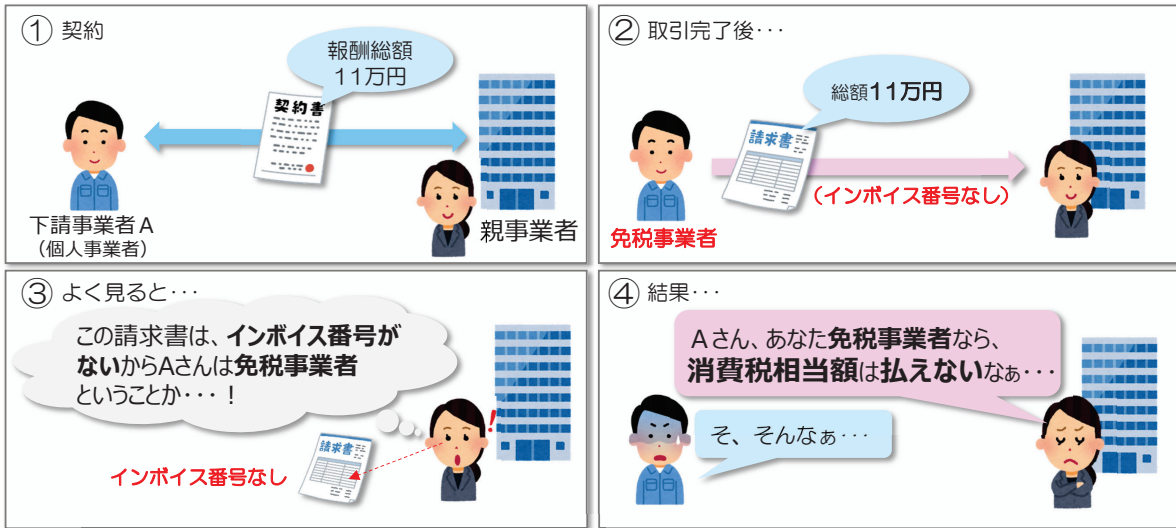 ① 契約
報酬総額
11万円
契約書
下請事業者A
（個人事業者）
親事業者
② 取引完了後･･･
総額11万円
請求書
（インボイス番号なし）
免税事業者
③ よく見ると･･･
この請求書は、インボイス番号が
ないからAさんは免税事業者
ということか･･･！
！
請求書
インボイス番号なし
④ 結果･･･
Aさん、あなた免税事業者なら、
消費税相当額は払えないなぁ･･･
そ、そんなぁ･･･